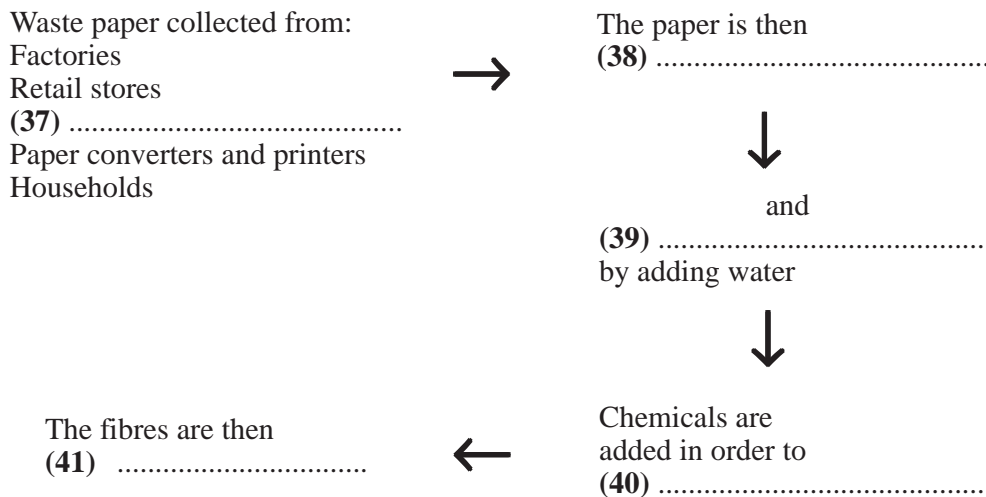 Waste paper collected from:
Factories
Retail stores
(37) ............................................
Paper converters and printers
Households
The paper is then
(38) ............................................
and
(39) ............................................
by adding water
Chemicals are
added in order to
(40) ............................................
The fibres are then
(41) .................................